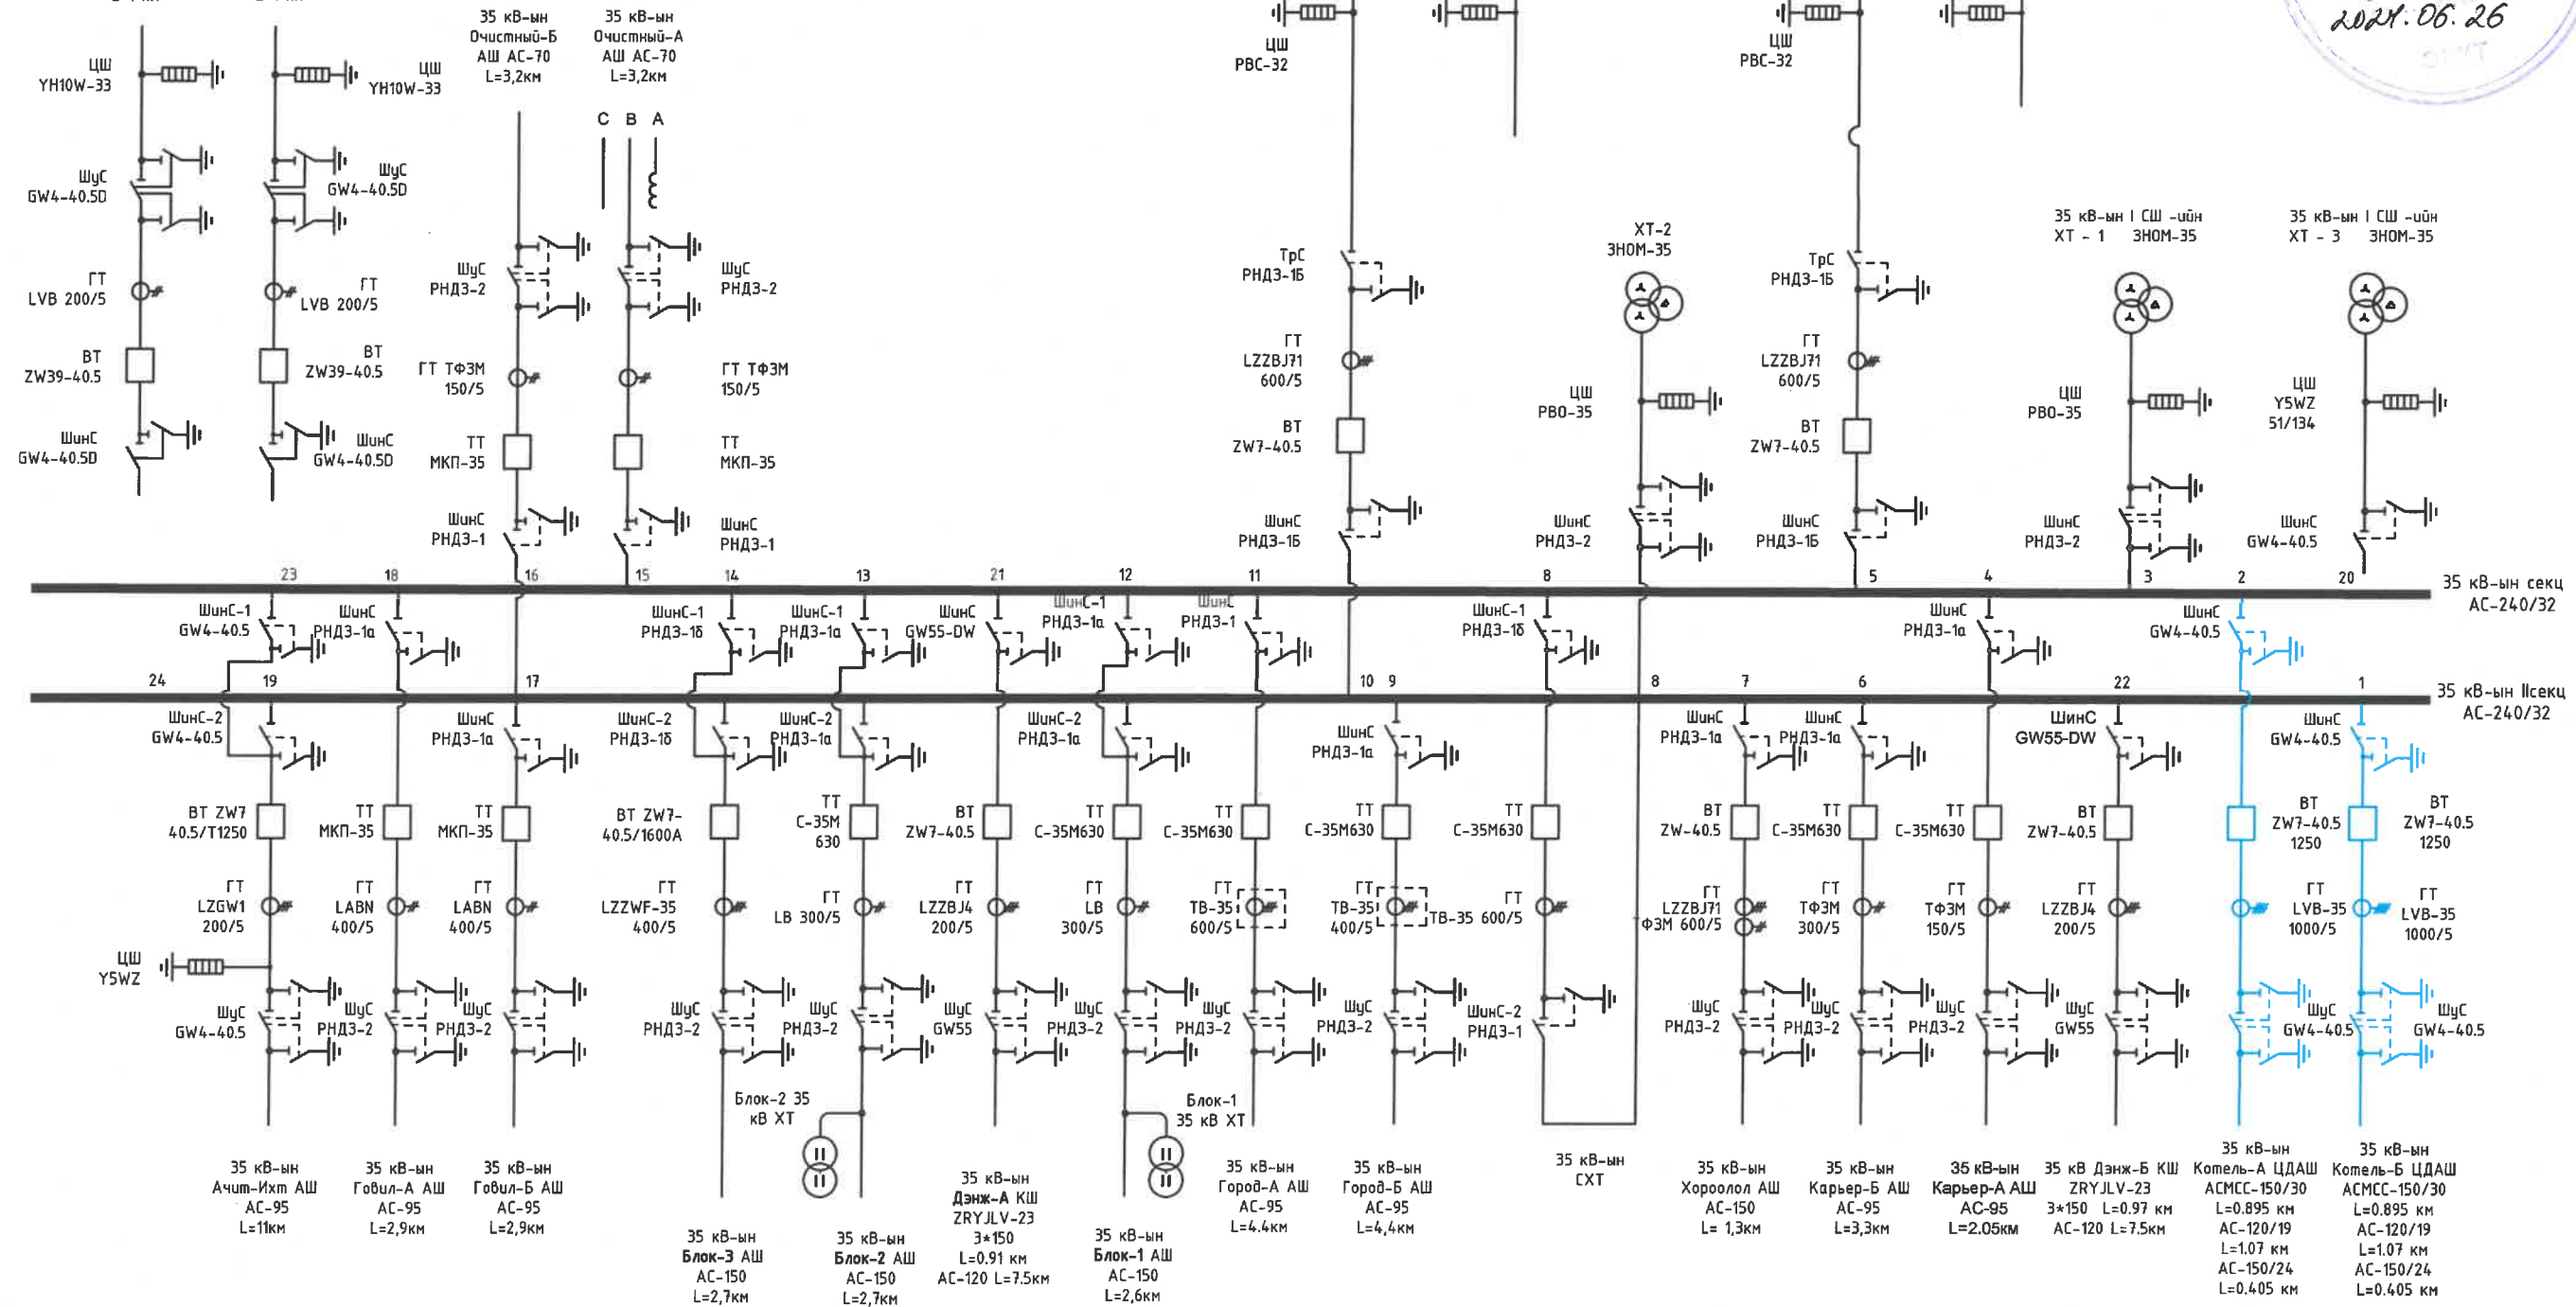 2024.06.26
35 кВ-ын
Очистный-Б
АШ АС-70
L=3,2км
35 кВ-ын
Очистный-А
АШ АС-70
L=3,2км
ЦШ
YH10W-33
ЦШ
YH10W-33
ЦШ
РВС-32
ЦШ
РВС-32
C B A
ШуС
GW4-40.5D
ШуС
GW4-40.5D
ГТ
LVB 200/5
ГТ
LVB 200/5
ВТ
ZW39-40.5
ВТ
ZW39-40.5
ШинС
GW4-40.5D
ШинС
GW4-40.5D
ШуС
РНДЗ-2
ШуС
РНДЗ-2
ГТ ТФЗМ
150/5
ГТ ТФЗМ
150/5
ТТ
МКП-35
ТТ
МКП-35
ШинС
РНДЗ-1
ШинС
РНДЗ-1
ТрС
РНДЗ-1Б
ГТ
LZZBJ71
600/5
ВТ
ZW7-40.5
ШинС
РНДЗ-1Б
ХТ-2
ЗНОМ-35
ЦШ
РВО-35
ШинС
РНДЗ-2
ТрС
РНДЗ-1Б
ГТ
LZZBJ71
600/5
ВТ
ZW7-40.5
ШинС
РНДЗ-1Б
35 кВ-ын I СШ -ийн
ХТ - 1 ЗНОМ-35
ЦШ
РВО-35
ШинС
РНДЗ-2
35 кВ-ын I СШ -ийн
ХТ - 3 ЗНОМ-35
ЦШ
Y5WZ
51/134
ШинС
GW4-40.5
23 18 16 15 14 13 21 12 11 8 5 4 3 2 20
35 кВ-ын секц
АС-240/32
ШинС-1
GW4-40.5
ШинС
РНДЗ-1а
ШинС-1
РНДЗ-1б
ШинС-1
РНДЗ-1а
ШинС
GW55-DW
ШинС-1
РНДЗ-1а
ШинС
РНДЗ-1
ШинС-1
РНДЗ-1б
ШинС
РНДЗ-1а
ШинС
GW4-40.5
24 19 17 10 9 8 7 6 22 1
35 кВ-ын IIсекц
АС-240/32
ШинС-2
GW4-40.5
ШинС
РНДЗ-1а
ШинС-2
РНДЗ-1б
ШинС-2
РНДЗ-1а
ШинС-2
РНДЗ-1а
ШинС
РНДЗ-1а
ШинС
РНДЗ-1а
ШинС
РНДЗ-1а
ШинС
GW55-DW
ШинС
GW4-40.5
ВТ ZW7
40.5/T1250
ТТ
МКП-35
ТТ
МКП-35
ВТ ZW7-
40.5/1600A
ТТ
С-35М
630
ВТ
ZW7-40.5
ТТ
С-35М630
ТТ
С-35М630
ТТ
С-35М630
ТТ
С-35М630
ВТ
ZW-40.5
ТТ
С-35М630
ТТ
С-35М630
ВТ
ZW7-40.5
ВТ
ZW7-40.5
1250
ВТ
ZW7-40.5
1250
ГТ
LZGW1
200/5
ГТ
LABN
400/5
ГТ
LABN
400/5
ГТ
LZZWF-35
400/5
ГТ
LB 300/5
ГТ
LZZBJ4
200/5
ГТ
LB
300/5
ГТ
ТВ-35
600/5
ГТ
ТВ-35
400/5
ГТ
ТВ-35 600/5
ГТ
LZZBJ71
ТФЗМ 600/5
ГТ
ТФЗМ
300/5
ГТ
ТФЗМ
150/5
ГТ
LZZBJ4
200/5
ГТ
LVB-35
1000/5
ГТ
LVB-35
1000/5
ЦШ
Y5WZ
ШуС
GW4-40.5
ШуС
РНДЗ-2
ШуС
РНДЗ-2
ШуС
РНДЗ-2
ШуС
РНДЗ-2
ШуС
GW55
ШуС
РНДЗ-2
ШуС
РНДЗ-2
ШуС
РНДЗ-2
ШинС-2
РНДЗ-1
ШуС
РНДЗ-2
ШуС
РНДЗ-2
ШуС
РНДЗ-2
ШуС
GW55
ШуС
GW4-40.5
ШуС
GW4-40.5
Блок-2 35
кВ ХТ
Блок-1
35 кВ ХТ
35 кВ-ын
Ачит-Ихт АШ
АС-95
L=11км
35 кВ-ын
Говил-А АШ
АС-95
L=2,9км
35 кВ-ын
Говил-Б АШ
АС-95
L=2,9км
35 кВ-ын
Блок-3 АШ
АС-150
L=2,7км
35 кВ-ын
Блок-2 АШ
АС-150
L=2,7км
35 кВ-ын
Дэнж-А КШ
ZRYJLV-23
3*150
L=0.91 км
АС-120 L=7.5км
35 кВ-ын
Блок-1 АШ
АС-150
L=2,6км
35 кВ-ын
Город-А АШ
АС-95
L=4.4км
35 кВ-ын
Город-Б АШ
АС-95
L=4,4км
35 кВ-ын
СХТ
35 кВ-ын
Хороолол АШ
АС-150
L= 1,3км
35 кВ-ын
Карьер-Б АШ
АС-95
L=3,3км
35 кВ-ын
Карьер-А АШ
АС-95
L=2.05км
35 кВ Дэнж-Б КШ
ZRYJLV-23
3*150 L=0.97 км
АС-120 L=7.5км
35 кВ-ын
Котель-А ЦДАШ
АСМСС-150/30
L=0.895 км
АС-120/19
L=1.07 км
АС-150/24
L=0.405 км
35 кВ-ын
Котель-Б ЦДАШ
АСМСС-150/30
L=0.895 км
АС-120/19
L=1.07 км
АС-150/24
L=0.405 км